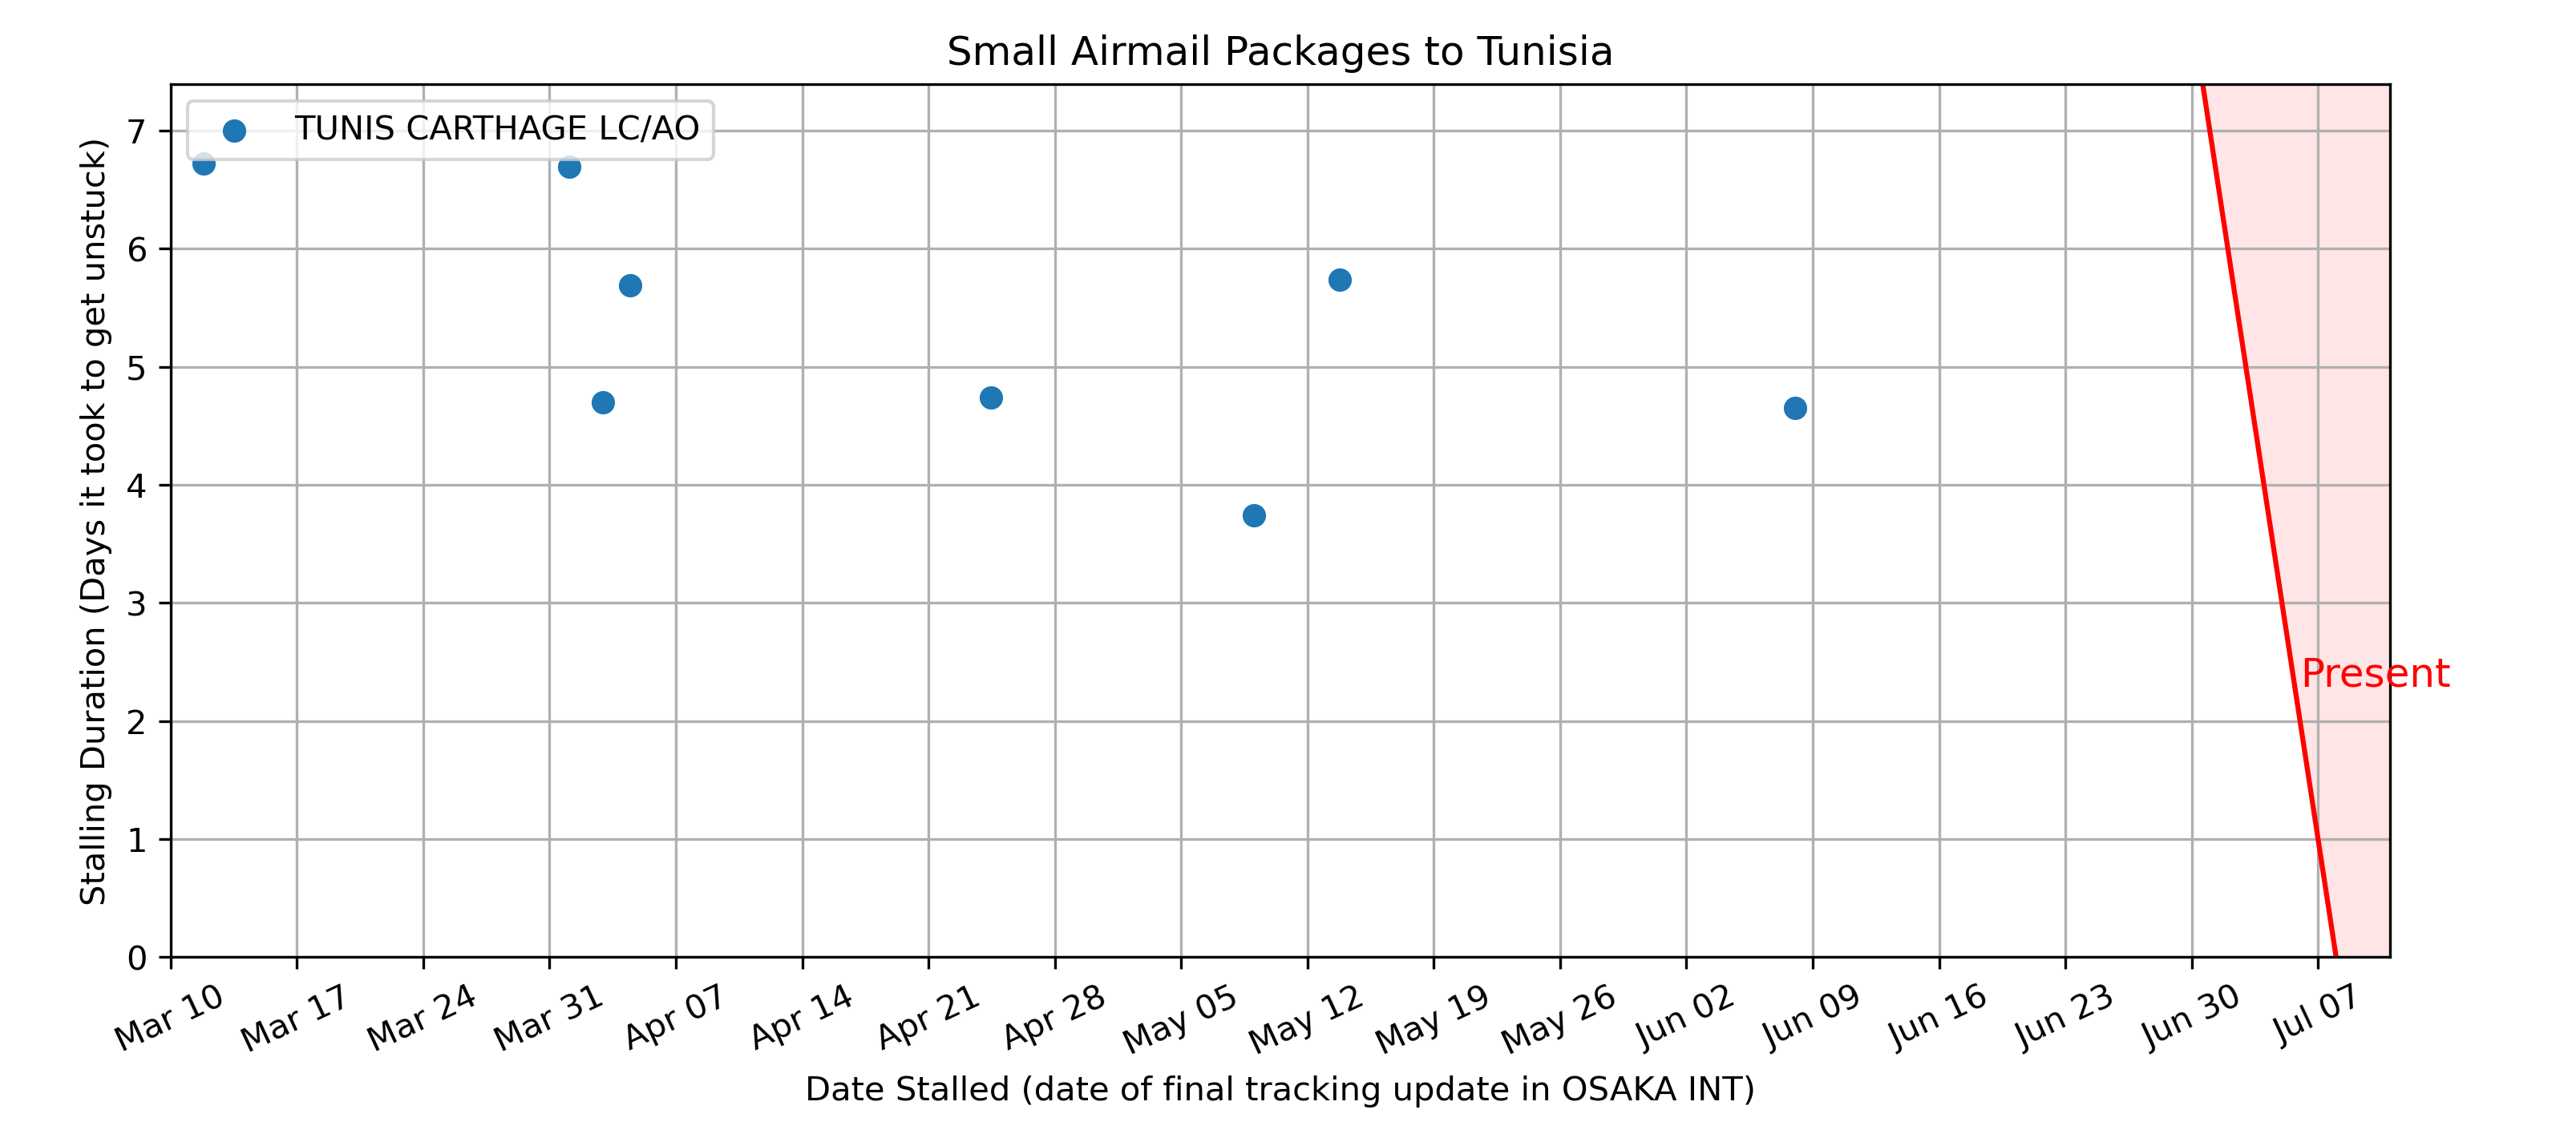 Small Airmail Packages to Tunisia
TUNIS CARTHAGE LC/AO
Stalling Duration (Days it took to get unstuck)
7
6
5
4
3
2
1
0
Present
Mar 10
Mar 17
Mar 24
Mar 31
Apr 07
Apr 14
Apr 21
Apr 28
May 05
May 12
May 19
May 26
Jun 02
Jun 09
Jun 16
Jun 23
Jun 30
Jul 07
Date Stalled (date of final tracking update in OSAKA INT)